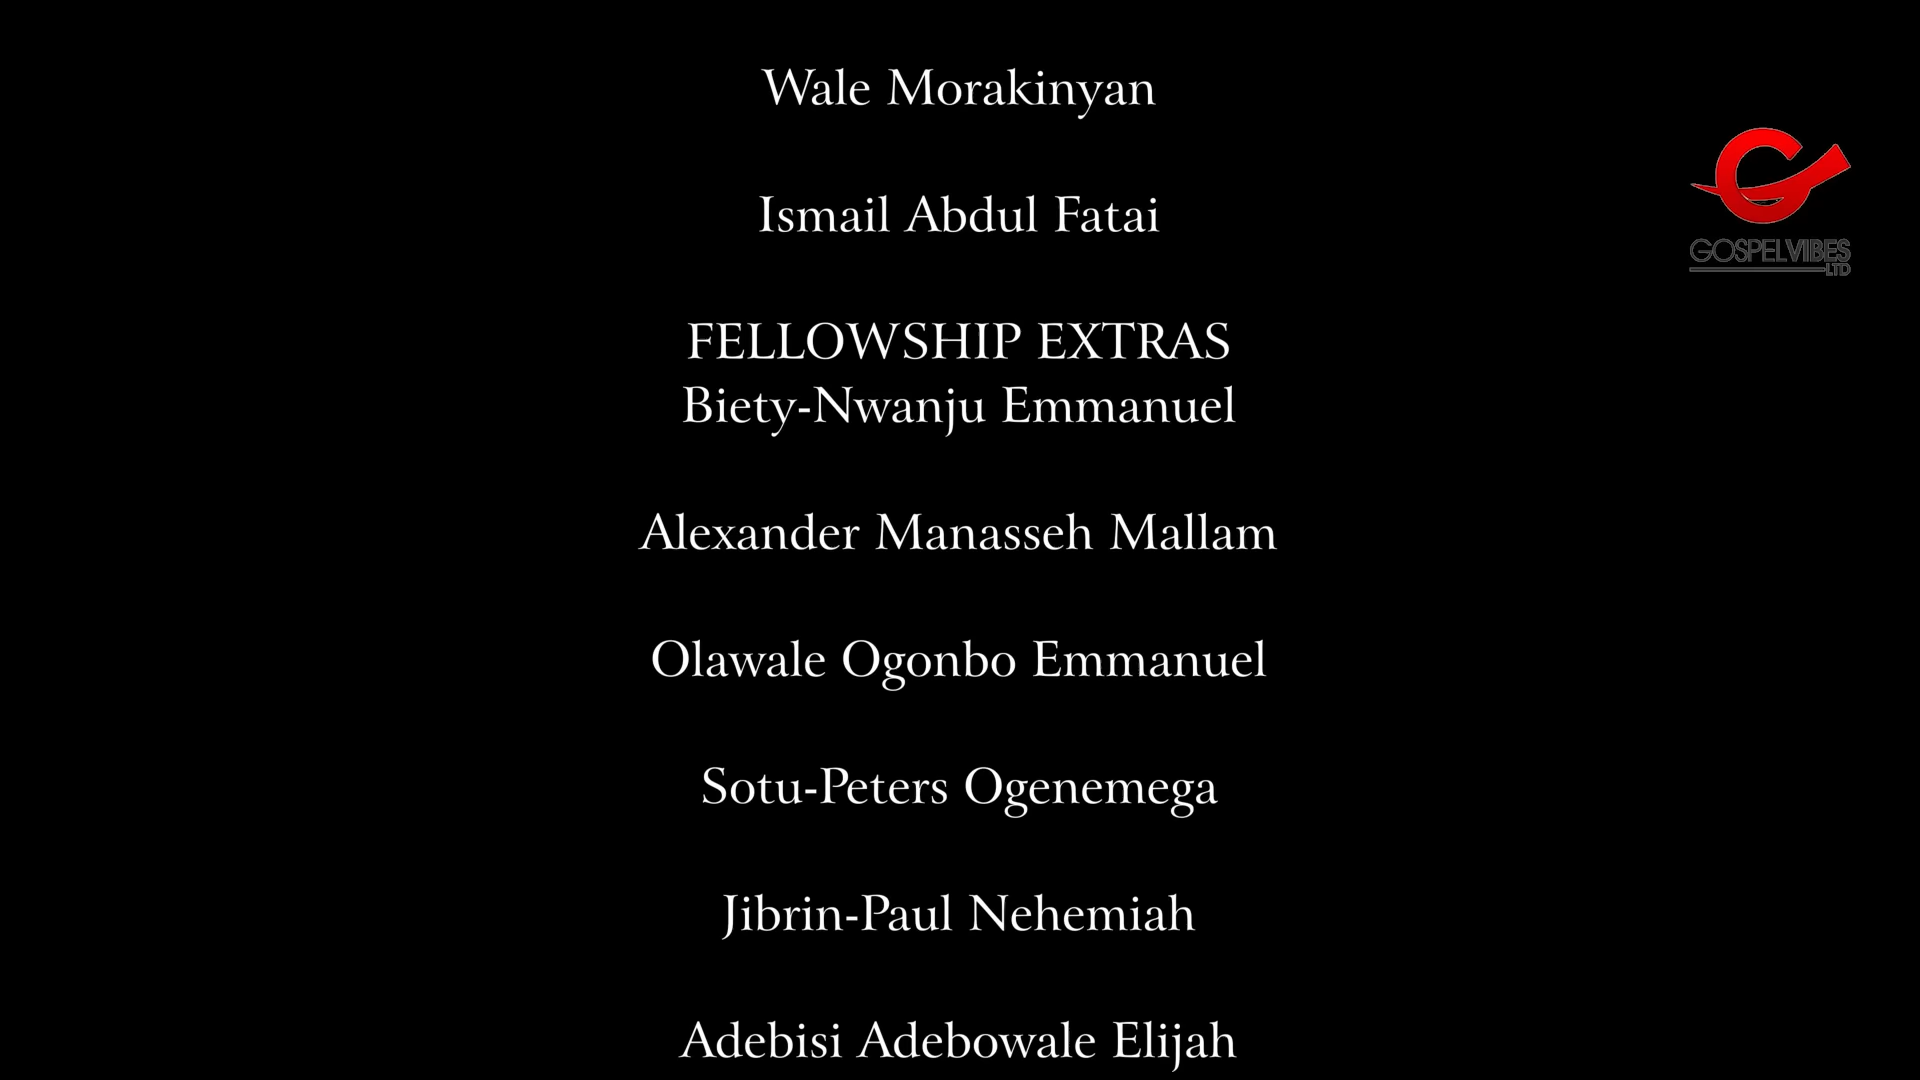 Wale Morakinyan
Ismail Abdul Fatai
FELLOWSHIP EXTRAS
Biety-Nwanju Emmanuel
Alexander Manasseh Mallam
Olawale Ogonbo Emmanuel
Sotu-Peters Ogenemega
Jibrin-Paul Nehemiah
Adebisi Adebowale Elijah
GOSPELVIBES
LTD